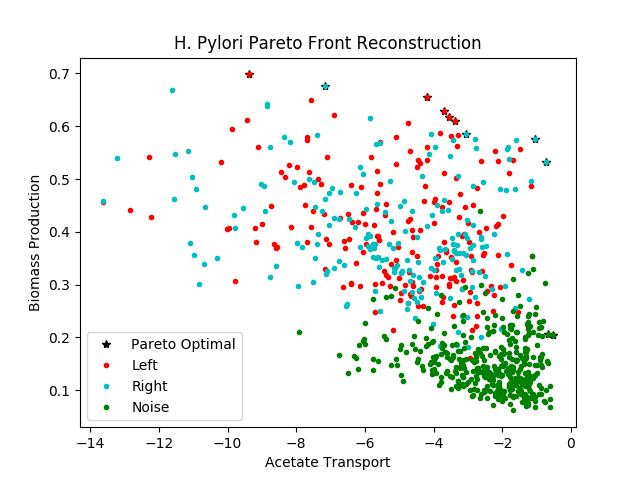 H. Pylori Pareto Front Reconstruction
Biomass Production
0.7
0.6
0.5
0.4
0.3
0.2
0.1
Pareto Optimal
Left
Right
Noise
−14
−12
−10
−8
−6
−4
−2
0
Acetate Transport